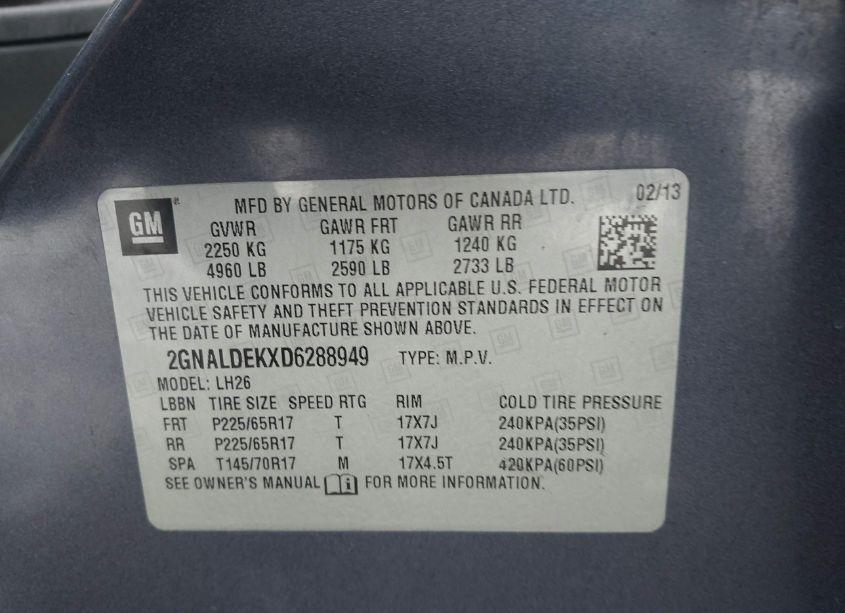 GM
MFD BY GENERAL MOTORS OF CANADA LTD. 02/13
GVWR GAWR FRT GAWR RR
2250 KG 1175 KG 1240 KG
4960 LB 2590 LB 2733 LB
THIS VEHICLE CONFORMS TO ALL APPLICABLE U.S. FEDERAL MOTOR
VEHICLE SAFETY AND THEFT PREVENTION STANDARDS IN EFFECT ON
THE DATE OF MANUFACTURE SHOWN ABOVE.
2GNALDEKXD6288949 TYPE: M.P.V.
MODEL: LH26
LBBN TIRE SIZE SPEED RTG RIM COLD TIRE PRESSURE
FRT P225/65R17 T 17X7J 240KPA(35PSI)
RR P225/65R17 T 17X7J 240KPA(35PSI)
SPA T145/70R17 M 17X4.5T 420KPA(60PSI)
SEE OWNER'S MANUAL FOR MORE INFORMATION.